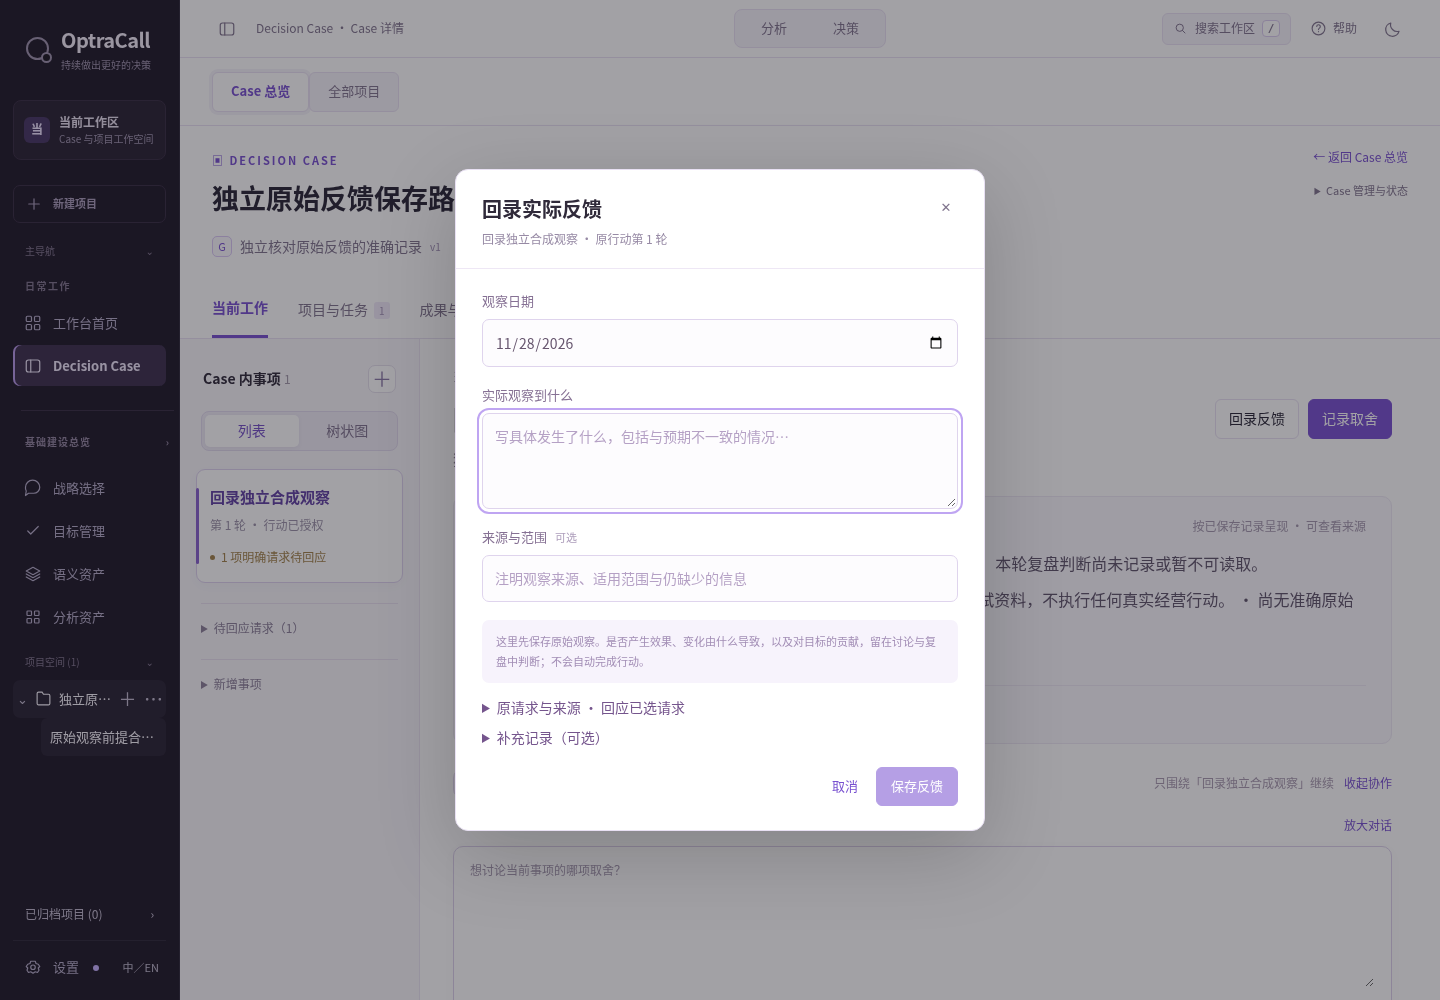 OptraCall
持续做出更好的决策
当
当前工作区
Case 与项目工作空间
新建项目
主导航
日常工作
工作台首页
Decision Case
基础建设总览
战略选择
目标管理
语义资产
分析资产
项目空间 (1)
独立原…
原始观察前提合…
已归档项目 (0)
设置
中／EN
Decision Case · Case 详情
分析
决策
搜索工作区 /
帮助
Case 总览
全部项目
DECISION CASE
← 返回 Case 总览
独立原始反馈保存路
Case 管理与状态
G 独立核对原始反馈的准确记录 v1
当前工作
项目与任务 1
成果与
Case 内事项 1
列表
树状图
回录独立合成观察
第 1 轮 · 行动已授权
1 项明确请求待回应
待回应请求（1）
新增事项
回录反馈
记录取舍
按已保存记录呈现 · 可查看来源
本轮复盘判断尚未记录或暂不可读取。
试资料，不执行任何真实经营行动。 · 尚无准确原始
只围绕「回录独立合成观察」继续 收起协作
放大对话
想讨论当前事项的哪项取舍？
回录实际反馈
×
回录独立合成观察 · 原行动第 1 轮
观察日期
11/28/2026
实际观察到什么
写具体发生了什么，包括与预期不一致的情况…
来源与范围 可选
注明观察来源、适用范围与仍缺少的信息
这里先保存原始观察。是否产生效果、变化由什么导致，以及对目标的贡献，留在讨论与复
盘中判断；不会自动完成行动。
原请求与来源 · 回应已选请求
补充记录（可选）
取消
保存反馈